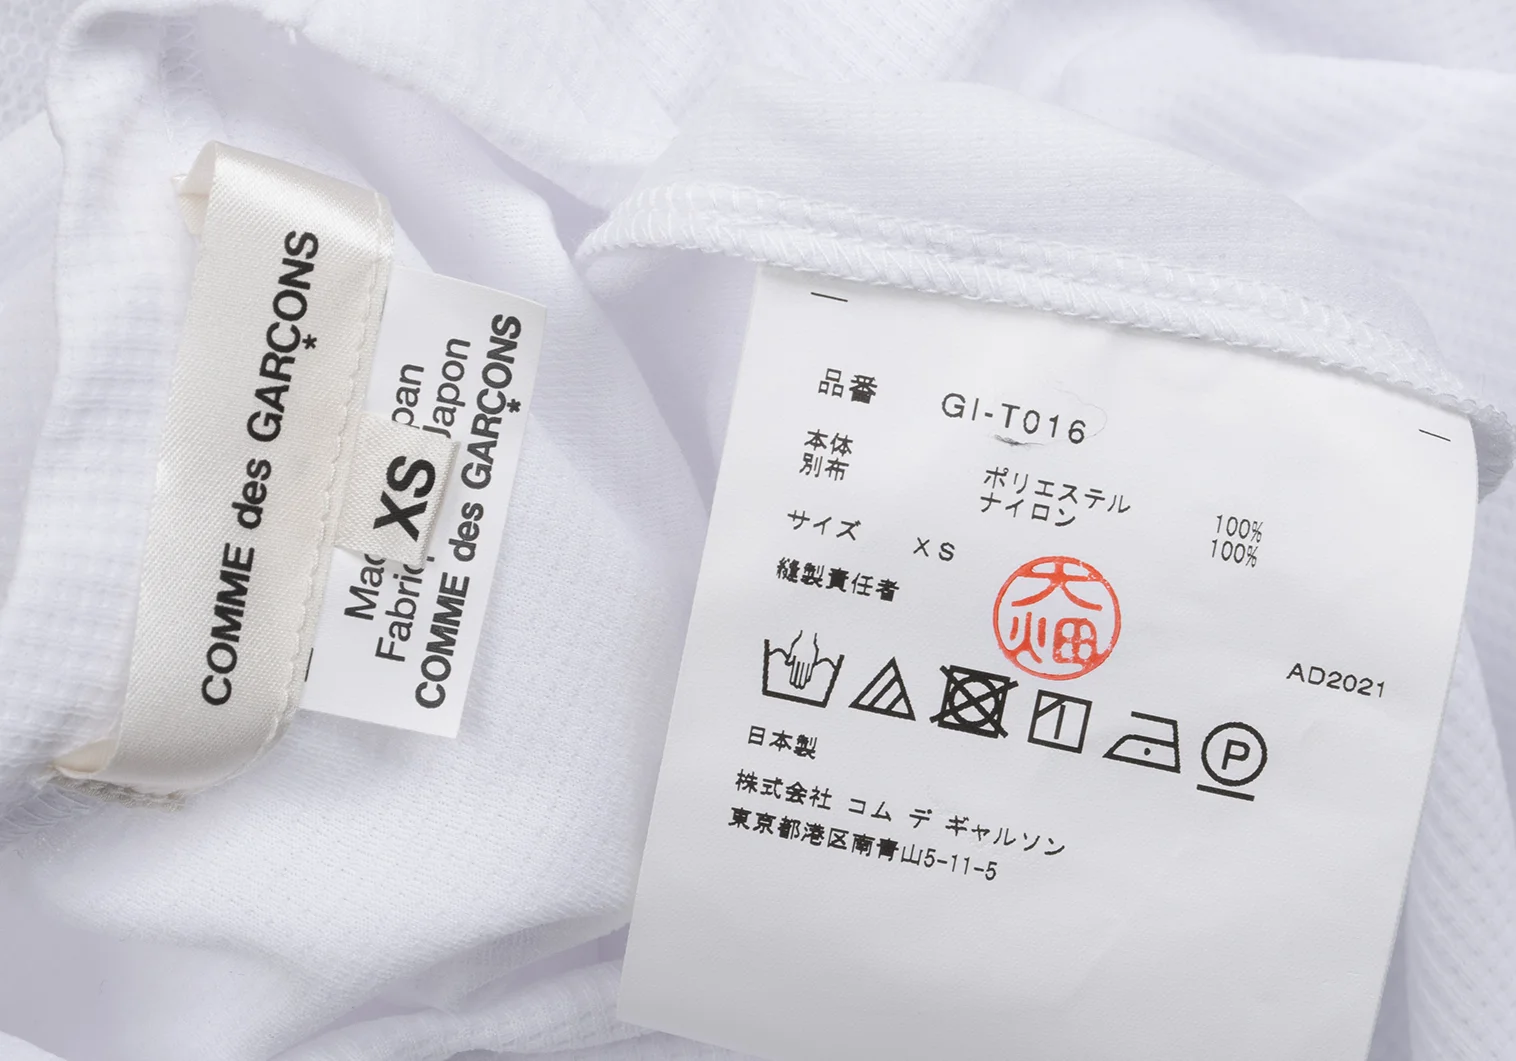 COMME des GARÇONS
XS
Mad
pan
Fabric
Japon
COMME des GARÇONS
品番 GI-T016
本体 ポリエステル 100%
別布 ナイロン 100%
サイズ XS
縫製責任者
大畑
AD2021
1
P
日本製
株式会社 コム デ ギャルソン
東京都港区南青山5-11-5